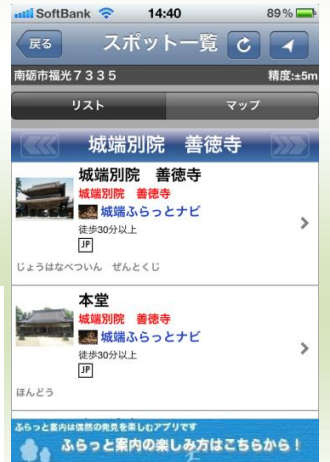 SoftBank 14:40 89%
戻る スポット一覧
南砺市福光7335 精度:±5m
リスト マップ
城端別院 善徳寺
城端別院 善徳寺
城端別院 善徳寺
城端ふらっとナビ
徒歩30分以上
JP
じょうはなべついん ぜんとくじ
本堂
城端別院 善徳寺
城端ふらっとナビ
徒歩30分以上
JP
ほんどう
ふらっと案内は偶然の発見を楽しむアプリです
ふらっと案内の楽しみ方はこちらから!